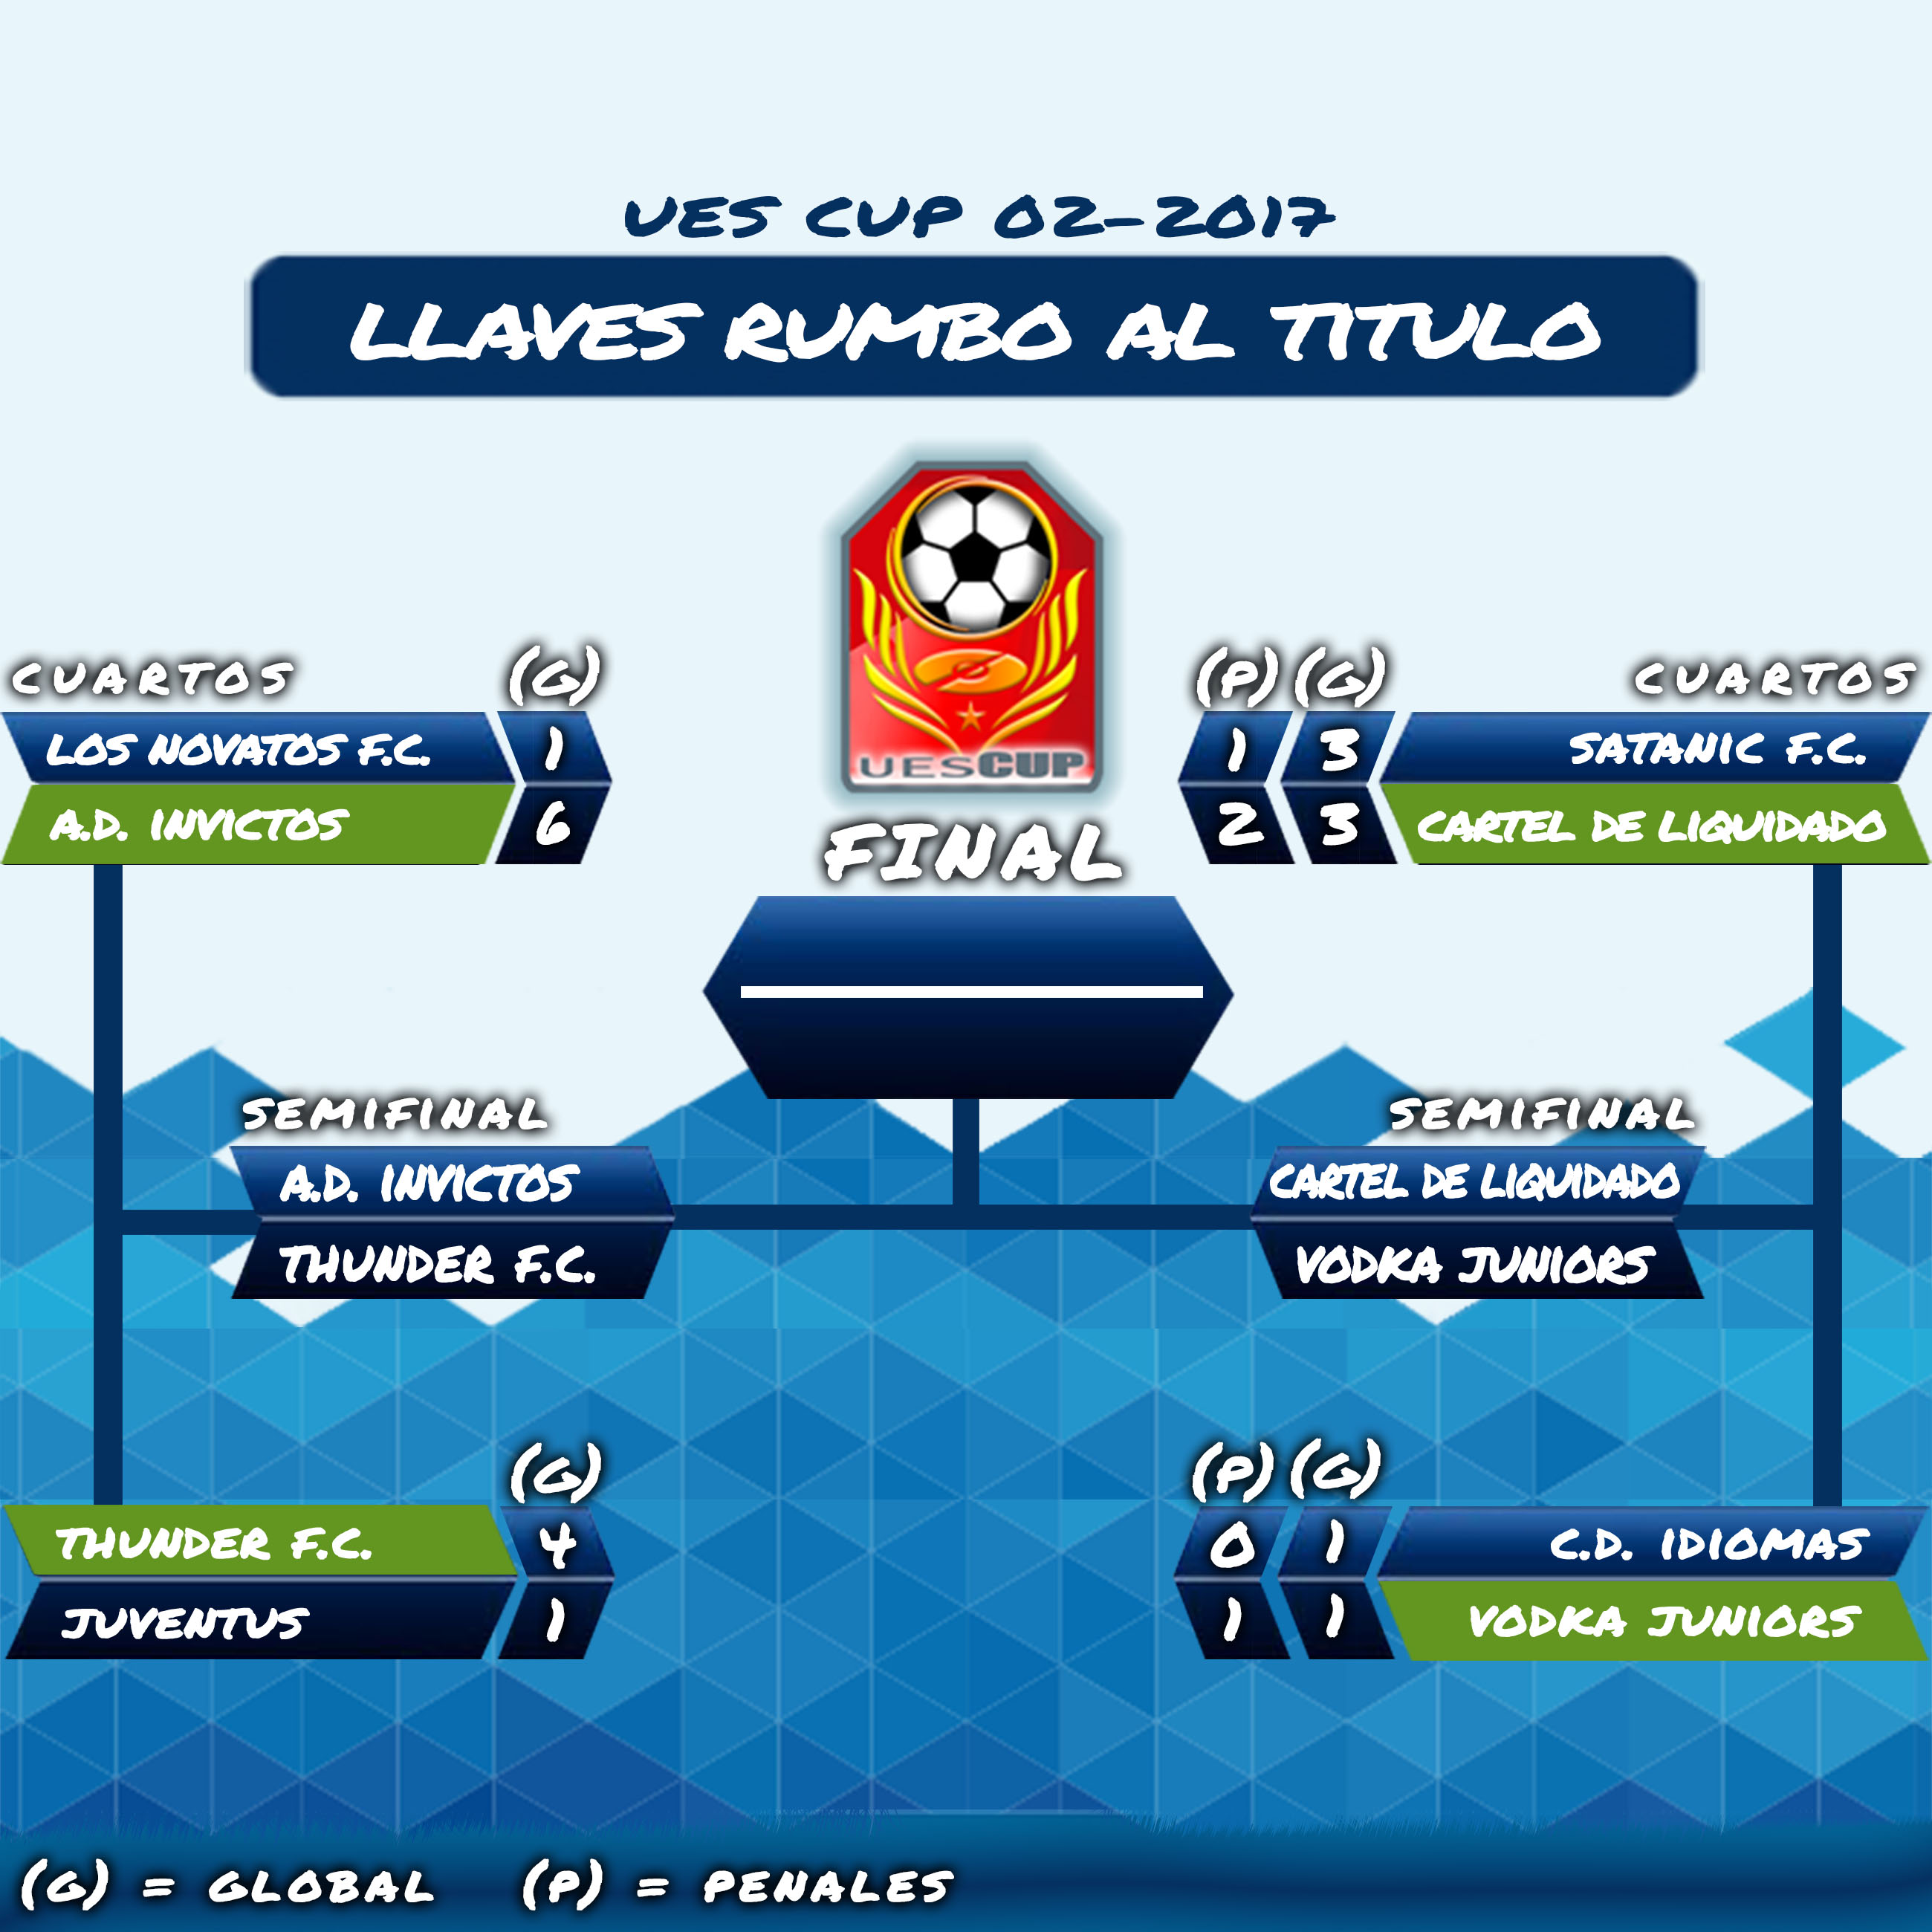 UES CUP 02-2017
LLAVES RUMBO AL TITULO
UESCUP
CUARTOS (G)
LOS NOVATOS F.C. 1
A.D. INVICTOS 6
(P) (G) CUARTOS
1 3 SATANIC F.C.
2 3 CARTEL DE LIQUIDADO
FINAL
SEMIFINAL
A.D. INVICTOS
THUNDER F.C.
SEMIFINAL
CARTEL DE LIQUIDADO
VODKA JUNIORS
(G)
THUNDER F.C. 4
JUVENTUS 1
(P) (G)
0 1 C.D. IDIOMAS
1 1 VODKA JUNIORS
(G) = GLOBAL (P) = PENALES